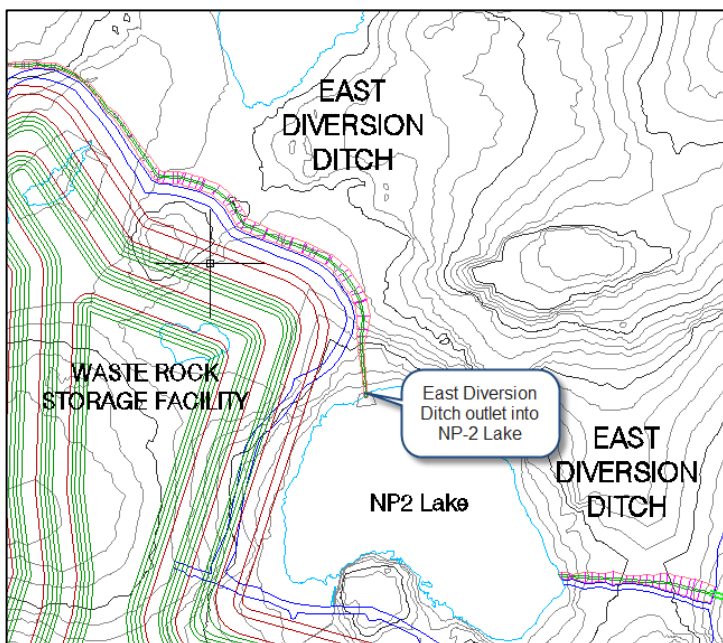 EAST
DIVERSION
DITCH
WASTE ROCK
STORAGE FACILITY
East Diversion
Ditch outlet into
NP-2 Lake
EAST
DIVERSION
DITCH
NP2 Lake